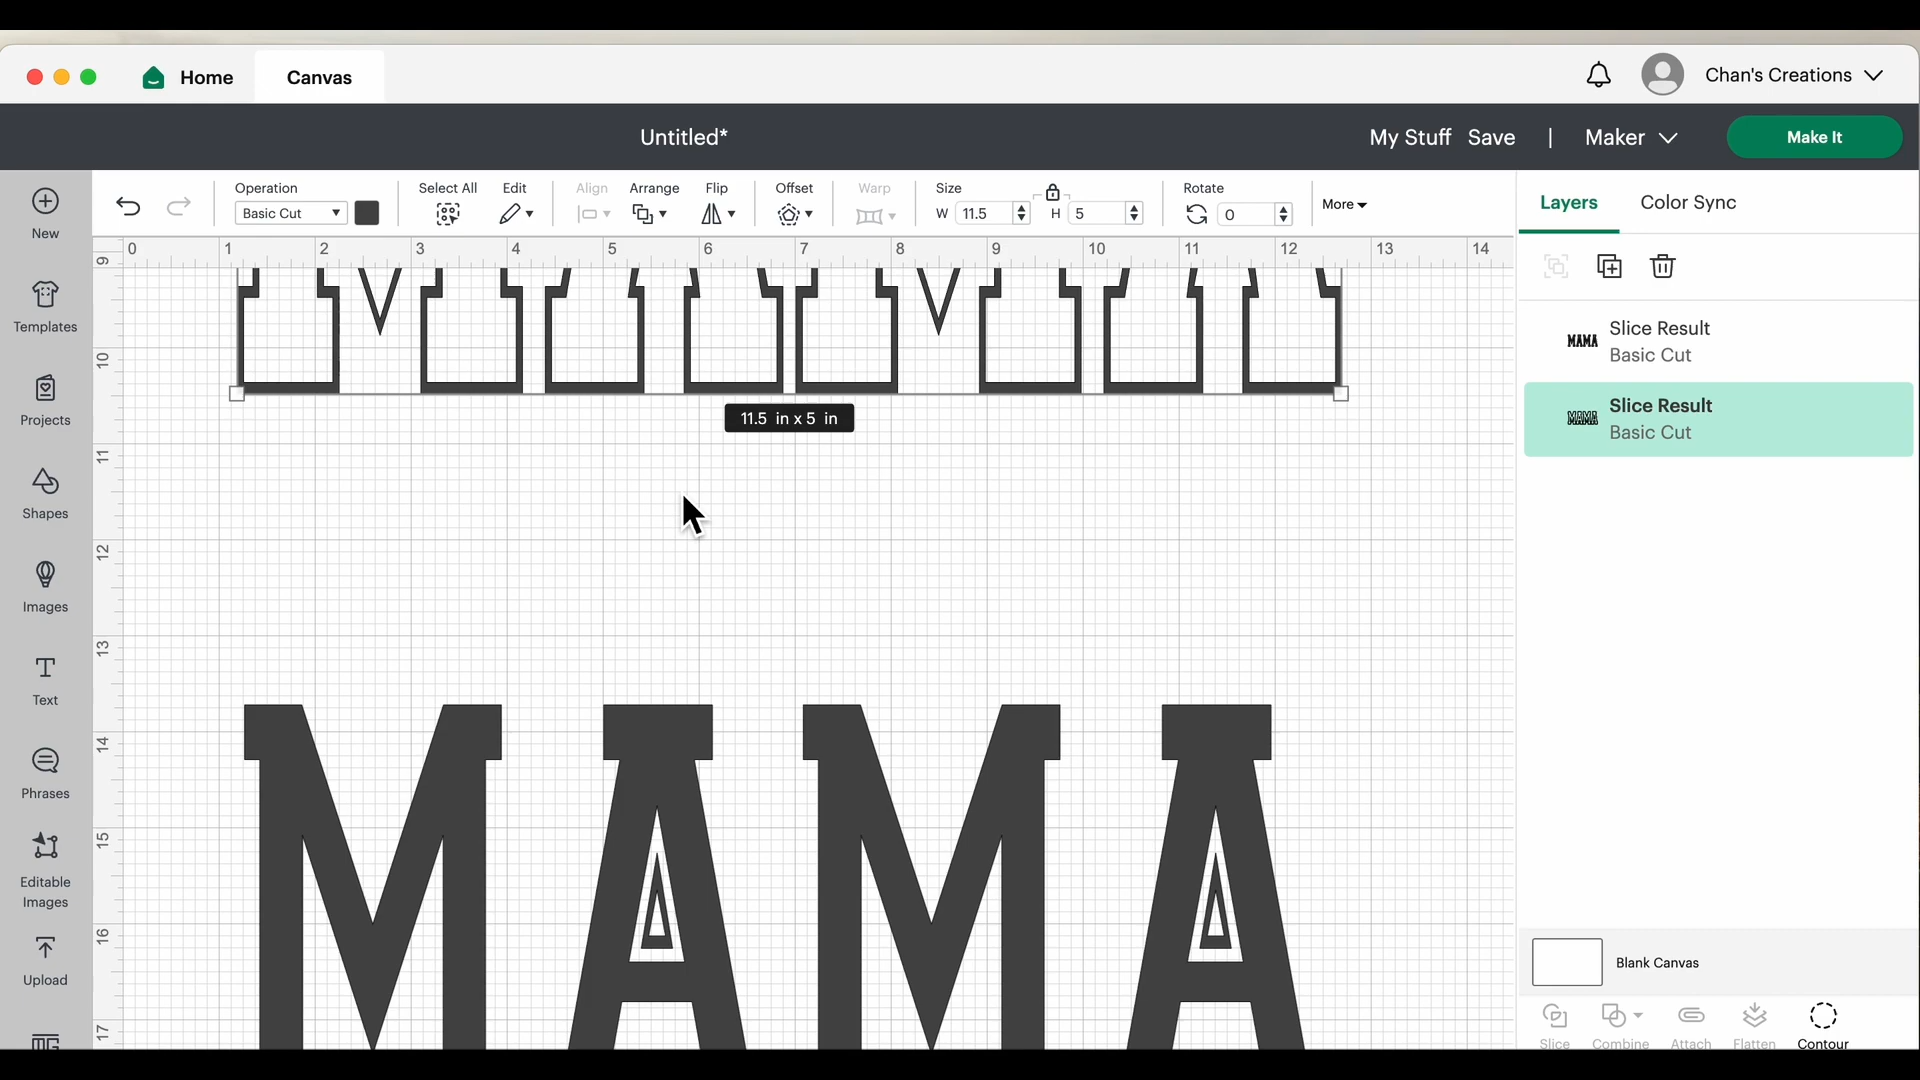 Home
Canvas
Chan's Creations
Untitled*
My Stuff
Save
|
Maker
Make It
New
Templates
Projects
Shapes
Images
Text
Phrases
Editable
Images
Upload
Operation
Basic Cut
Select All
Edit
Align
Arrange
Flip
Offset
Warp
Size
W 11.5
H 5
Rotate
0
More
0 1 2 3 4 5 6 7 8 9 10 11 12 13 14
9
10
11
12
13
14
15
16
17
11.5 in x 5 in
MAMA
Layers
Color Sync
MAMA
Slice Result
Basic Cut
MAMA
Slice Result
Basic Cut
Blank Canvas
Slice
Combine
Attach
Flatten
Contour